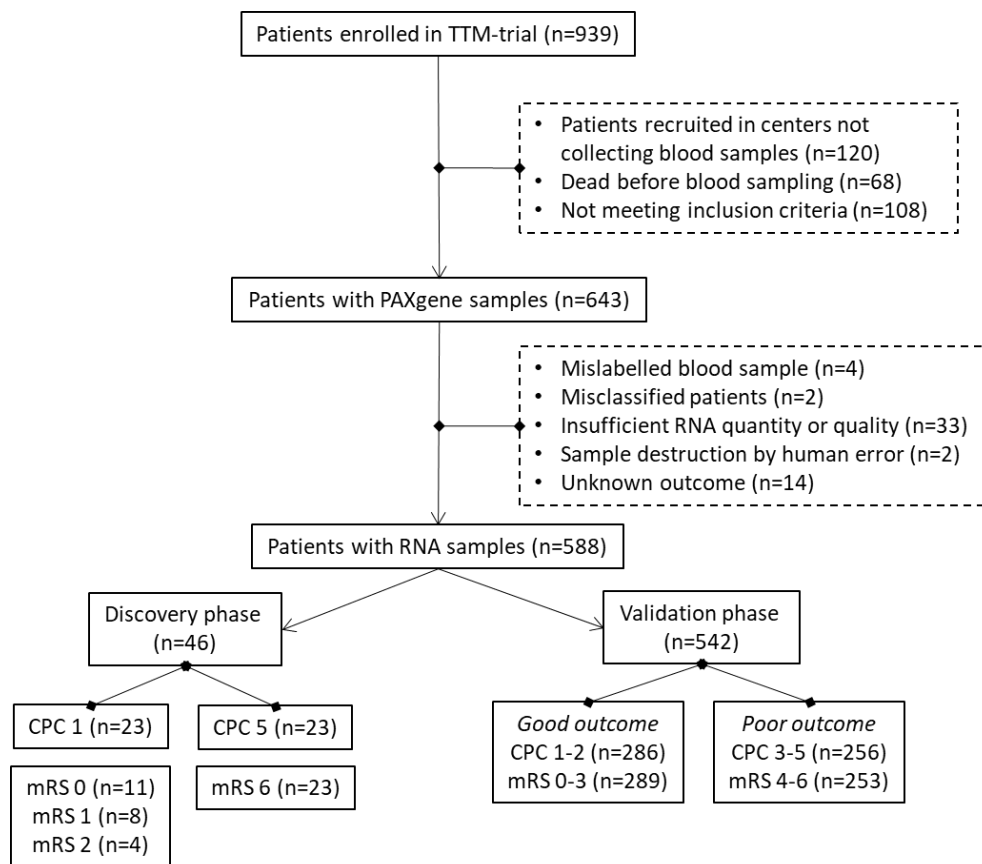 Patients enrolled in TTM-trial (n=939)
• Patients recruited in centers not
collecting blood samples (n=120)
• Dead before blood sampling (n=68)
• Not meeting inclusion criteria (n=108)
Patients with PAXgene samples (n=643)
• Mislabelled blood sample (n=4)
• Misclassified patients (n=2)
• Insufficient RNA quantity or quality (n=33)
• Sample destruction by human error (n=2)
• Unknown outcome (n=14)
Patients with RNA samples (n=588)
Discovery phase
(n=46)
Validation phase
(n=542)
CPC 1 (n=23)
CPC 5 (n=23)
mRS 0 (n=11)
mRS 1 (n=8)
mRS 2 (n=4)
mRS 6 (n=23)
Good outcome
CPC 1-2 (n=286)
mRS 0-3 (n=289)
Poor outcome
CPC 3-5 (n=256)
mRS 4-6 (n=253)